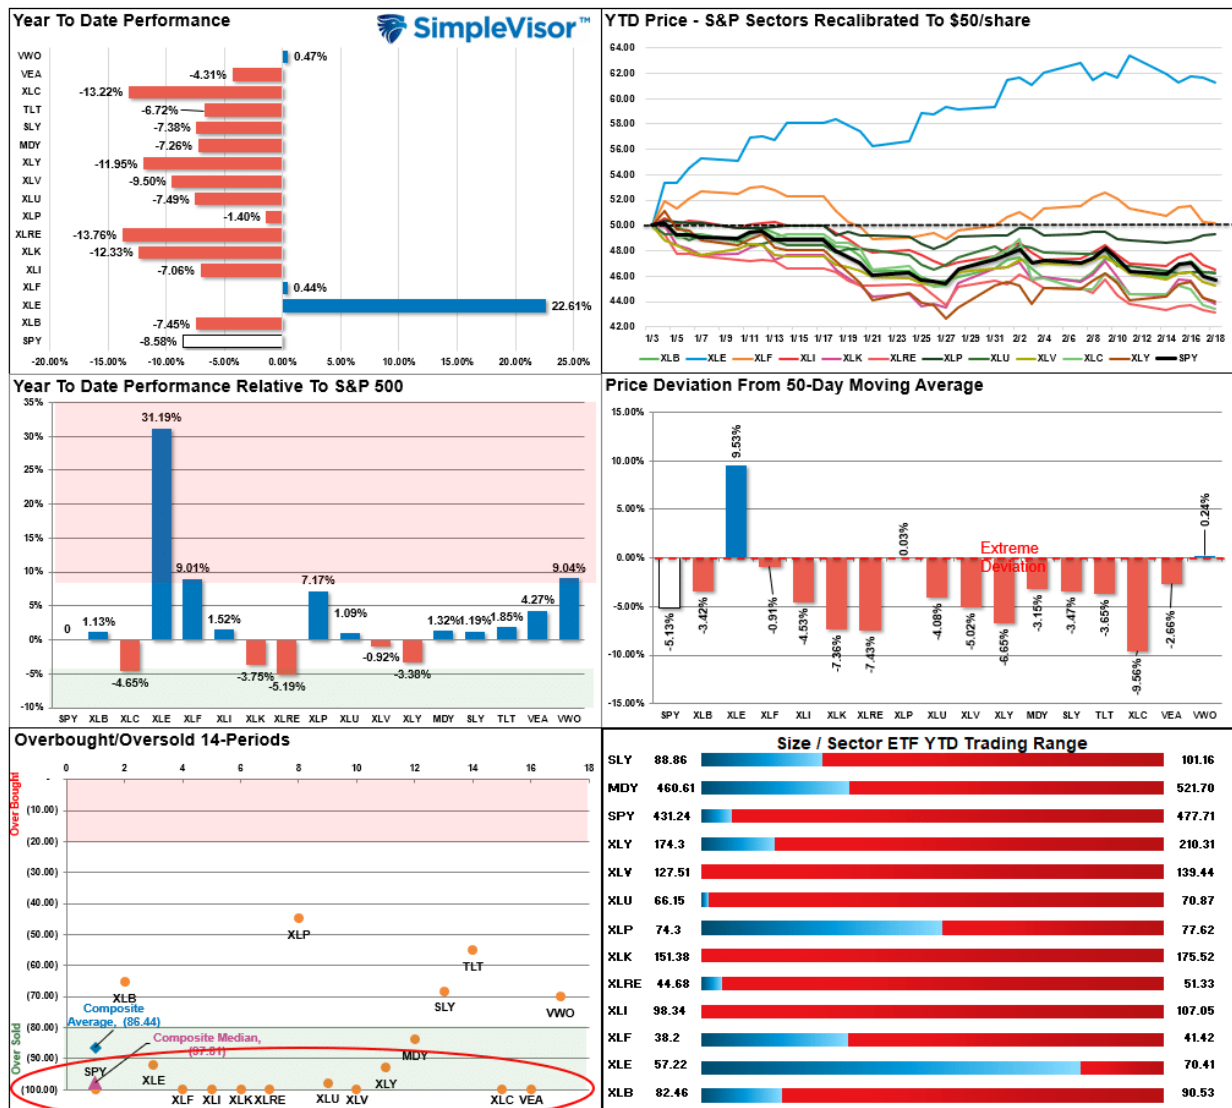 Year To Date Performance
SimpleVisor
VWO
0.47%
VEA
-4.31%
XLC
-13.22%
TLT
-6.72%
SLY
-7.38%
MDY
-7.26%
XLY
-11.95%
XLV
-9.50%
XLU
-7.49%
XLP
-1.40%
XLRE
-13.76%
XLK
-12.33%
XLI
-7.06%
XLF
0.44%
XLE
22.61%
XLB
-7.45%
SPY
-8.58%
-20.00% -15.00% -10.00% -5.00% 0.00% 5.00% 10.00% 15.00% 20.00% 25.00%
YTD Price - S&P Sectors Recalibrated To $50/share
64.00
62.00
60.00
58.00
56.00
54.00
52.00
50.00
48.00
46.00
44.00
42.00
1/3 1/5 1/7 1/9 1/11 1/13 1/15 1/17 1/19 1/21 1/23 1/25 1/27 1/29 1/31 2/2 2/4 2/6 2/8 2/10 2/12 2/14 2/16 2/18
XLB XLE XLF XLI XLK XLRE XLP XLU XLV XLC XLY SPY
Year To Date Performance Relative To S&P 500
35%
30%
25%
20%
15%
10%
5%
0%
-5%
-10%
0
1.13%
-4.65%
31.19%
9.01%
1.52%
-3.75%
-5.19%
7.17%
1.09%
-0.92%
-3.38%
1.32%
1.19%
1.85%
4.27%
9.04%
SPY XLB XLC XLE XLF XLI XLK XLRE XLP XLU XLV XLY MDY SLY TLT VEA VWO
Price Deviation From 50-Day Moving Average
15.00%
10.00%
5.00%
0.00%
-5.00%
-10.00%
-15.00%
Extreme
Deviation
-5.13%
-3.42%
9.53%
-0.91%
-4.53%
-7.36%
-7.43%
0.03%
-4.08%
-5.02%
-6.65%
-3.15%
-3.47%
-3.65%
-9.56%
-2.66%
0.24%
SPY XLB XLE XLF XLI XLK XLRE XLP XLU XLV XLY MDY SLY TLT XLC VEA VWO
Overbought/Oversold 14-Periods
0 2 4 6 8 10 12 14 16 18
-
(10.00)
(20.00)
(30.00)
(40.00)
(50.00)
(60.00)
(70.00)
(80.00)
(90.00)
(100.00)
Over Bought
Over Sold
XLP
TLT
XLB
SLY
VWO
Composite
Average, (86.44)
Composite Median,
(97.81)
MDY
SPY
XLE
XLY
XLF
XLI
XLK
XLRE
XLU
XLV
XLC
VEA
Size / Sector ETF YTD Trading Range
SLY 88.86 101.16
MDY 460.61 521.70
SPY 431.24 477.71
XLY 174.3 210.31
XLV 127.51 139.44
XLU 66.15 70.87
XLP 74.3 77.62
XLK 151.38 175.52
XLRE 44.68 51.33
XLI 98.34 107.05
XLF 38.2 41.42
XLE 57.22 70.41
XLB 82.46 90.53